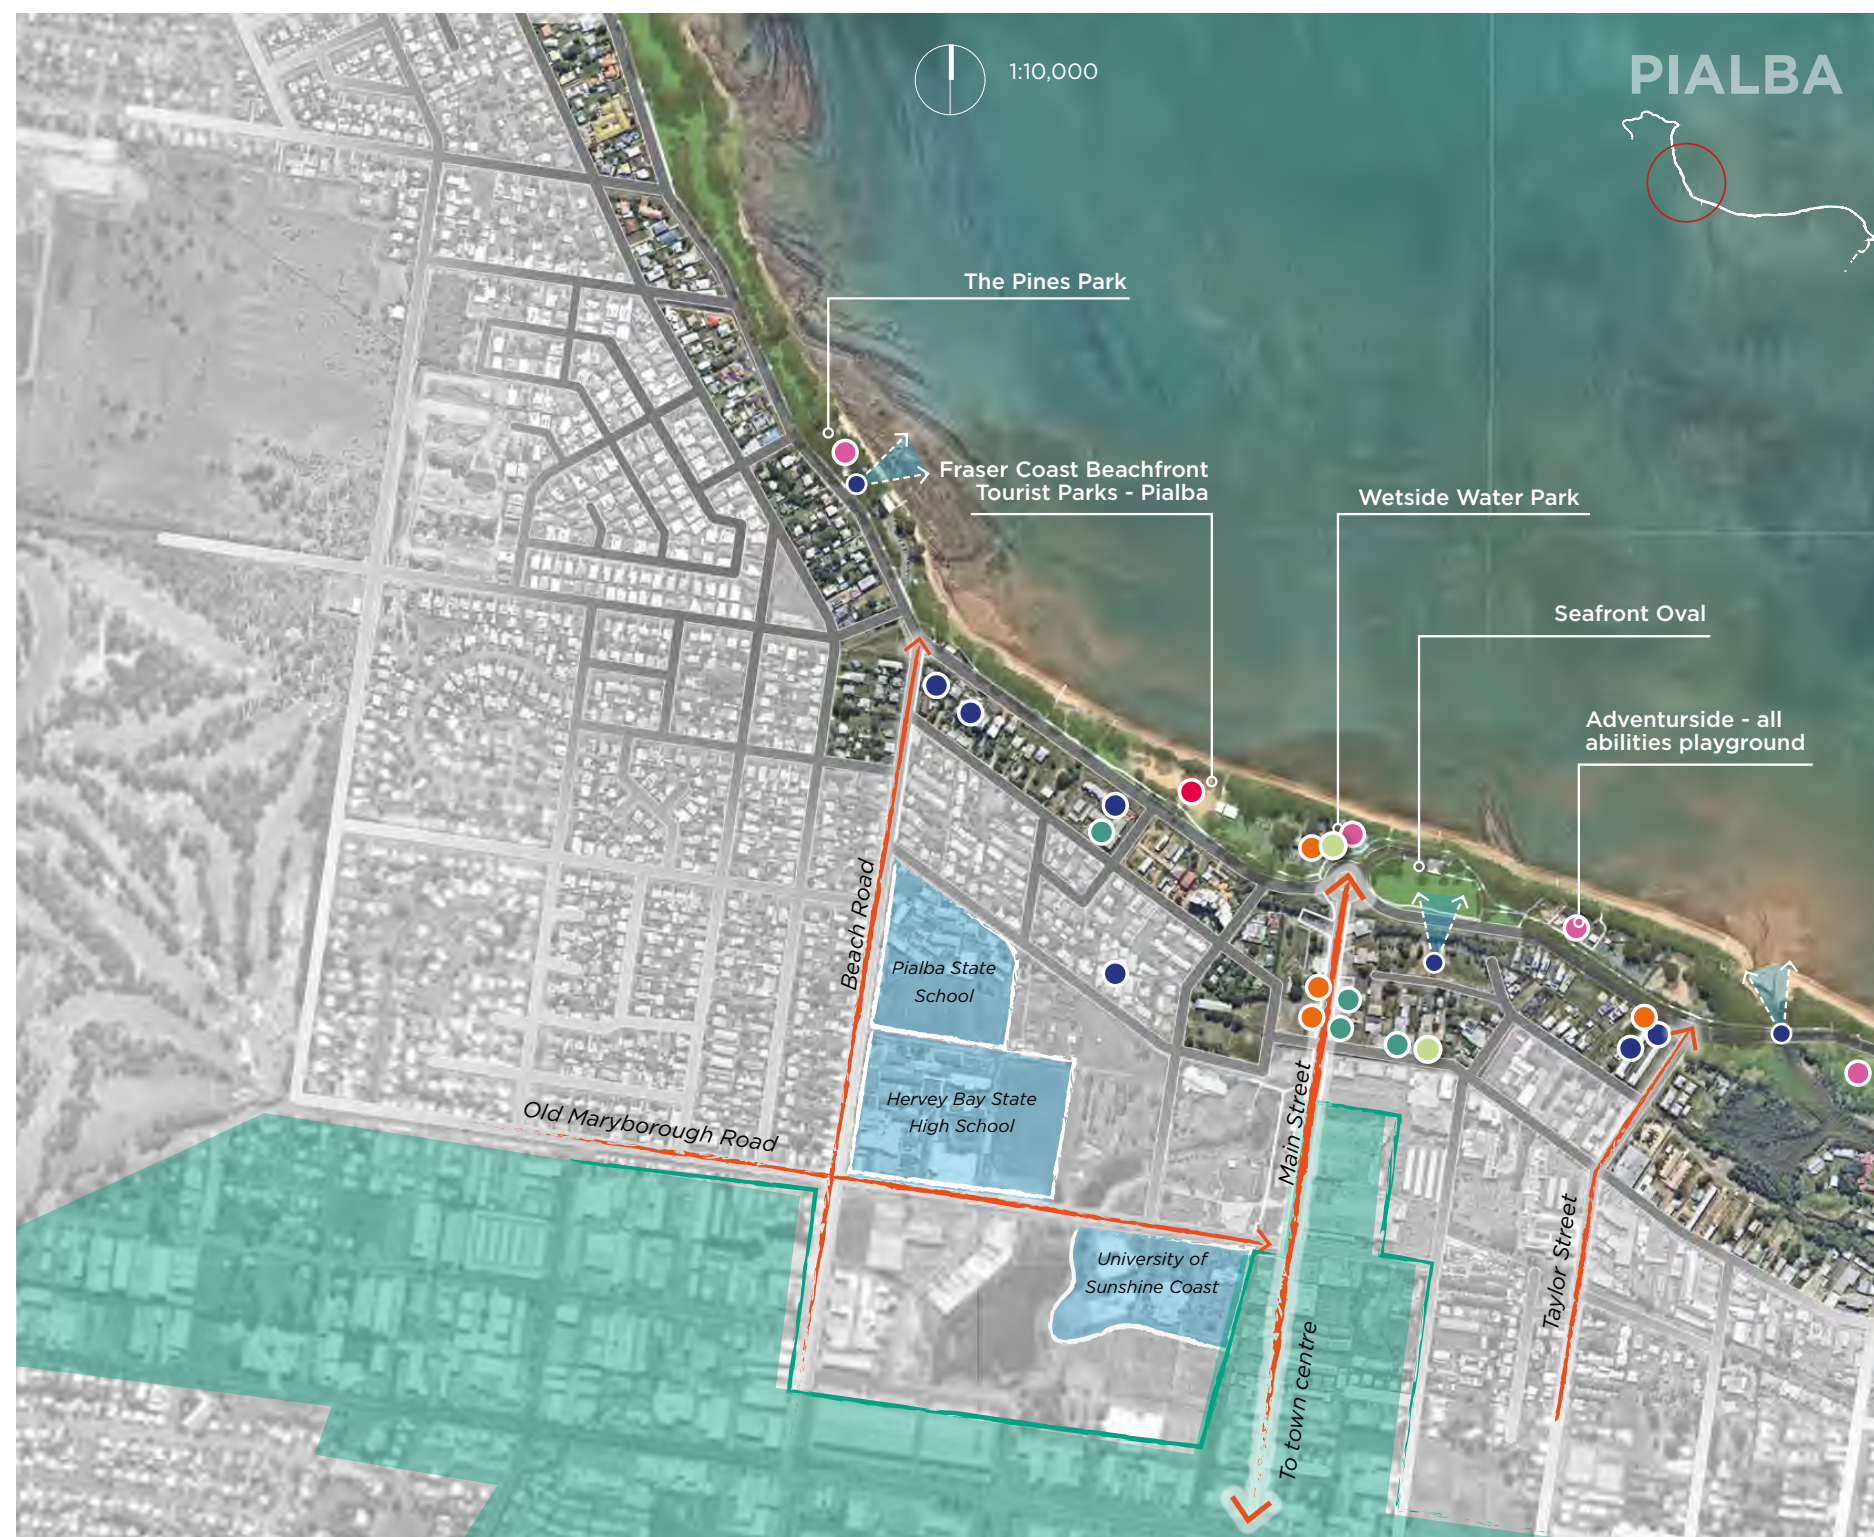 1:10,000
PIALBA
The Pines Park
Fraser Coast Beachfront
Tourist Parks - Pialba
Wetside Water Park
Seafront Oval
Adventurside - all
abilities playground
Beach Road
Pialba State
School
Hervey Bay State
High School
Old Maryborough Road
Main Street
University of
Sunshine Coast
Taylor Street
To town centre